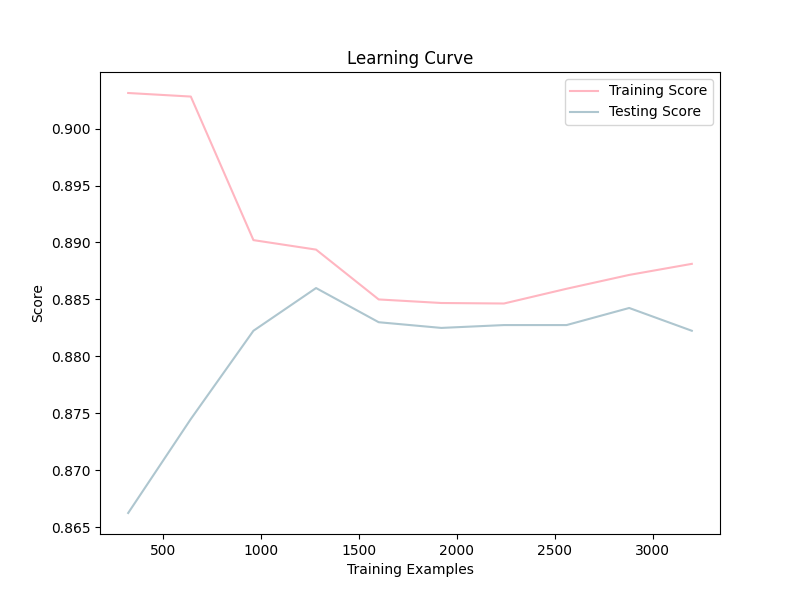 Learning Curve
Training Score
Testing Score
0.900
0.895
0.890
0.885
0.880
0.875
0.870
0.865
Score
500 1000 1500 2000 2500 3000
Training Examples